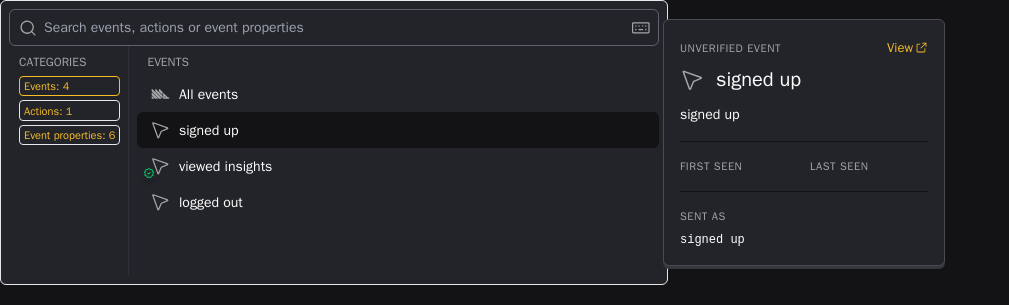 Search events, actions or event properties
CATEGORIES
Events: 4
Actions: 1
Event properties: 6
EVENTS
All events
signed up
viewed insights
logged out
UNVERIFIED EVENT
View
signed up
signed up
FIRST SEEN
LAST SEEN
SENT AS
signed up